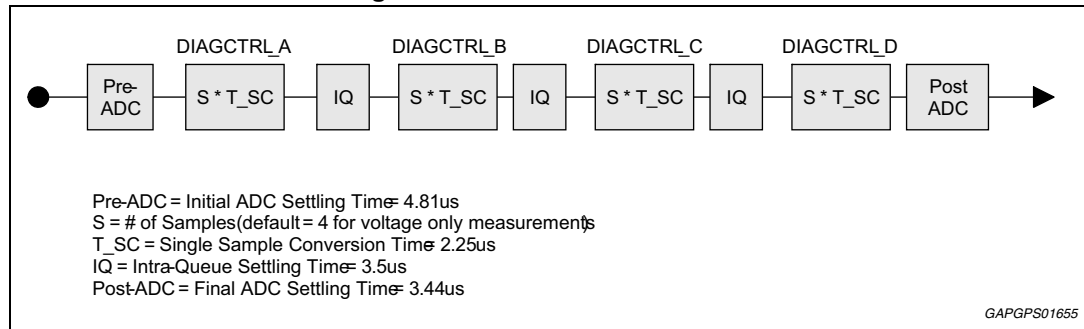 DIAGCTRL_A DIAGCTRL_B DIAGCTRL_C DIAGCTRL_D
Pre-
ADC
S * T_SC
IQ
S * T_SC
IQ
S * T_SC
IQ
S * T_SC
Post
ADC
Pre-ADC = Initial ADC Settling Time= 4.81us
S = # of Samples(default = 4 for voltage only measurements)
T_SC = Single Sample Conversion Time= 2.25us
IQ = Intra-Queue Settling Time= 3.5us
Post-ADC = Final ADC Settling Time= 3.44us
GAPGPS01655